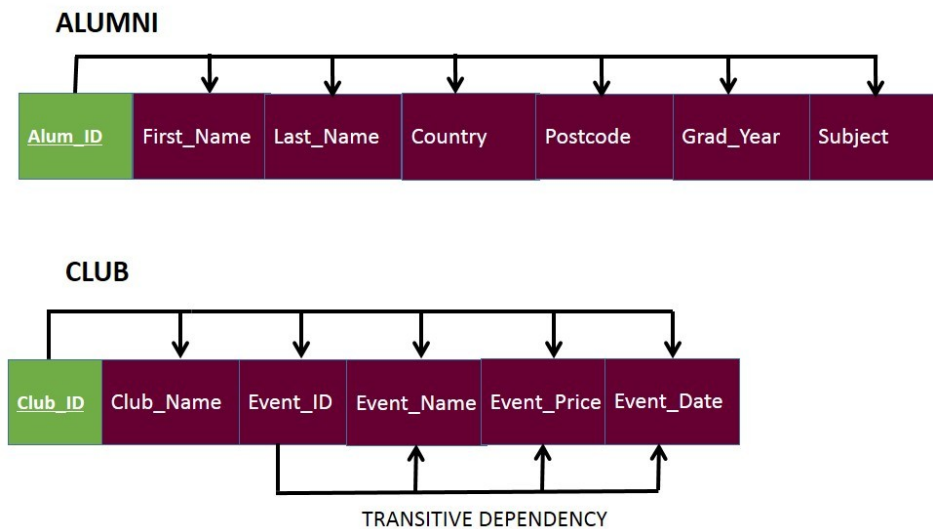 ALUMNI
Alum_ID First_Name Last_Name Country Postcode Grad_Year Subject
CLUB
Club_ID Club_Name Event_ID Event_Name Event_Price Event_Date
TRANSITIVE DEPENDENCY